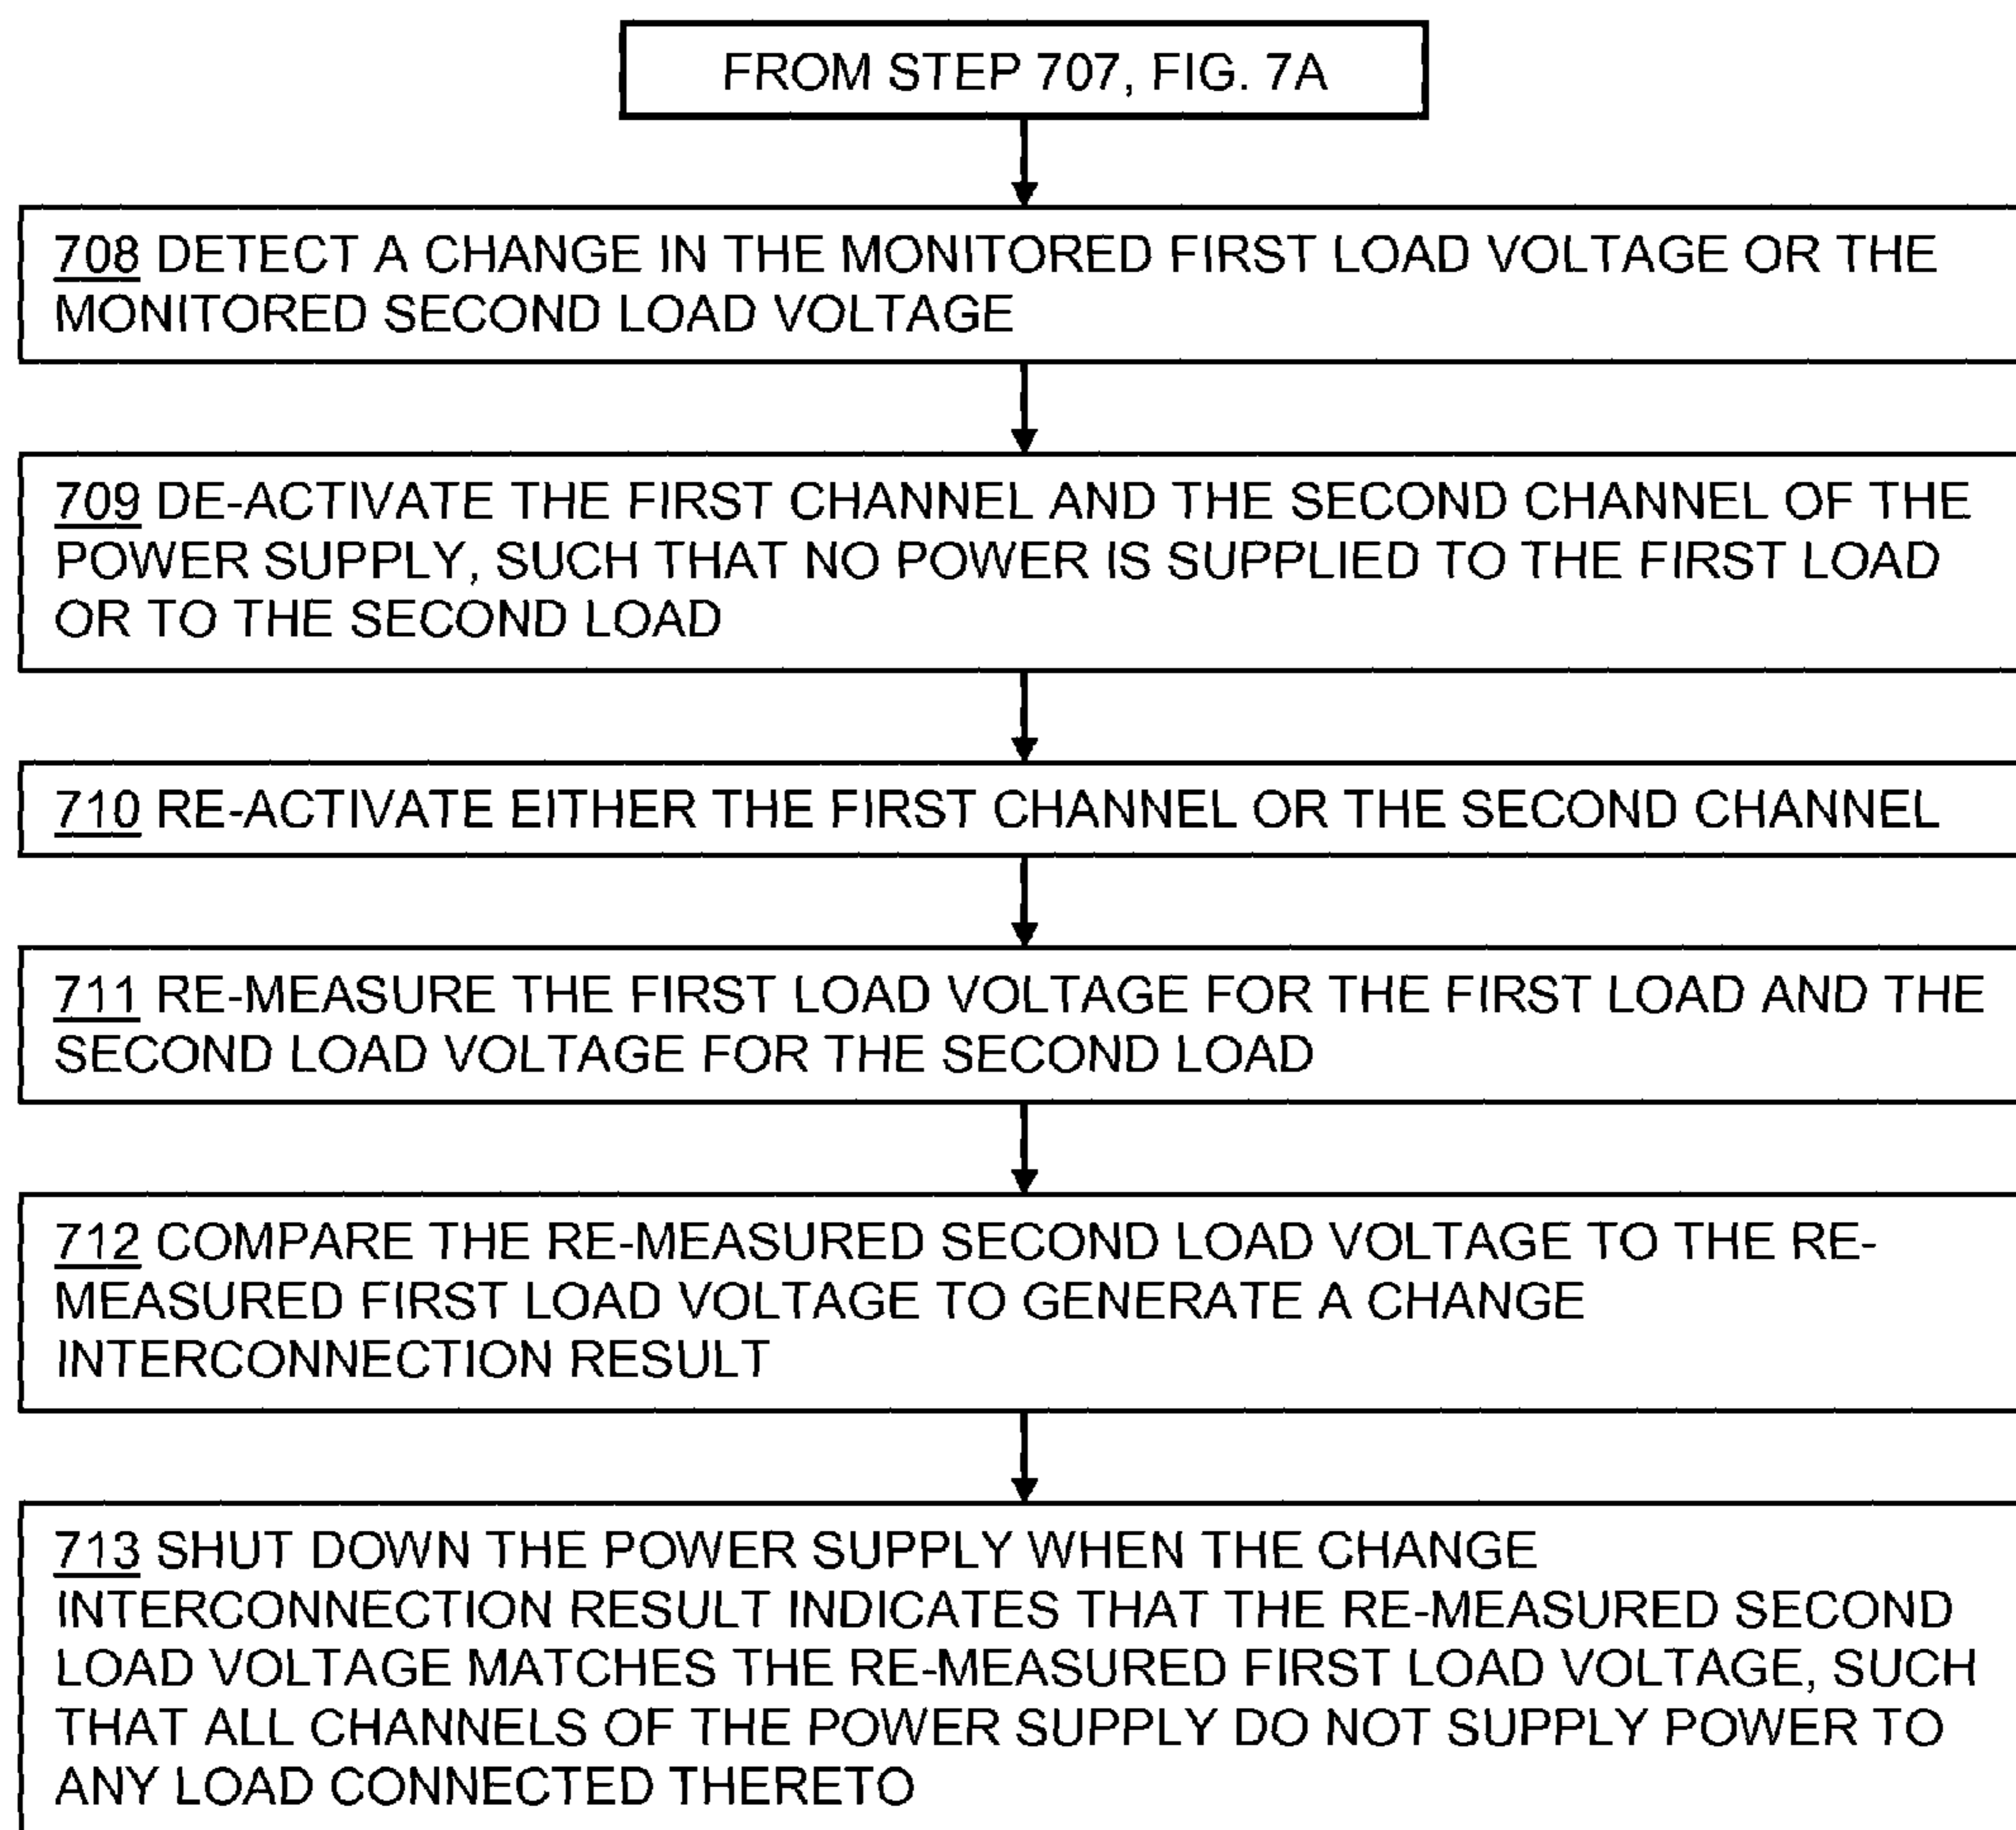 FROM STEP 707, FIG. 7A
708 DETECT A CHANGE IN THE MONITORED FIRST LOAD VOLTAGE OR THE
MONITORED SECOND LOAD VOLTAGE
709 DE-ACTIVATE THE FIRST CHANNEL AND THE SECOND CHANNEL OF THE
POWER SUPPLY, SUCH THAT NO POWER IS SUPPLIED TO THE FIRST LOAD
OR TO THE SECOND LOAD
710 RE-ACTIVATE EITHER THE FIRST CHANNEL OR THE SECOND CHANNEL
711 RE-MEASURE THE FIRST LOAD VOLTAGE FOR THE FIRST LOAD AND THE
SECOND LOAD VOLTAGE FOR THE SECOND LOAD
712 COMPARE THE RE-MEASURED SECOND LOAD VOLTAGE TO THE RE-
MEASURED FIRST LOAD VOLTAGE TO GENERATE A CHANGE
INTERCONNECTION RESULT
713 SHUT DOWN THE POWER SUPPLY WHEN THE CHANGE
INTERCONNECTION RESULT INDICATES THAT THE RE-MEASURED SECOND
LOAD VOLTAGE MATCHES THE RE-MEASURED FIRST LOAD VOLTAGE, SUCH
THAT ALL CHANNELS OF THE POWER SUPPLY DO NOT SUPPLY POWER TO
ANY LOAD CONNECTED THERETO